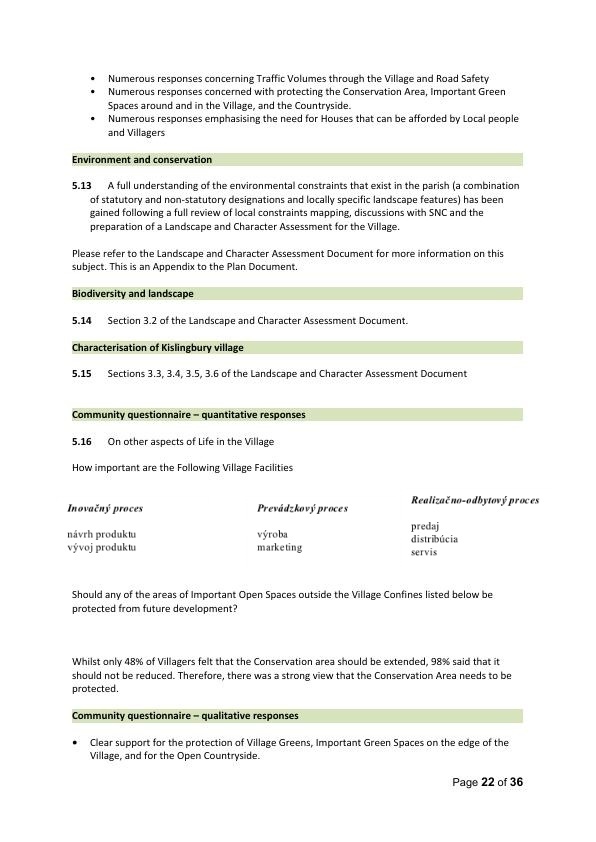 • Numerous responses concerning Traffic Volumes through the Village and Road Safety
• Numerous responses concerned with protecting the Conservation Area, Important Green
Spaces around and in the Village, and the Countryside.
• Numerous responses emphasising the need for Houses that can be afforded by Local people
and Villagers
Environment and conservation
5.13 A full understanding of the environmental constraints that exist in the parish (a combination
of statutory and non-statutory designations and locally specific landscape features) has been
gained following a full review of local constraints mapping, discussions with SNC and the
preparation of a Landscape and Character Assessment for the Village.
Please refer to the Landscape and Character Assessment Document for more information on this
subject. This is an Appendix to the Plan Document.
Biodiversity and landscape
5.14 Section 3.2 of the Landscape and Character Assessment Document.
Characterisation of Kislingbury village
5.15 Sections 3.3, 3.4, 3.5, 3.6 of the Landscape and Character Assessment Document
Community questionnaire – quantitative responses
5.16 On other aspects of Life in the Village
How important are the Following Village Facilities
Inovačný proces
návrh produktu
vývoj produktu
Prevádzkový proces
výroba
marketing
Realizačno-odbytový proces
predaj
distribúcia
servis
Should any of the areas of Important Open Spaces outside the Village Confines listed below be
protected from future development?
Whilst only 48% of Villagers felt that the Conservation area should be extended, 98% said that it
should not be reduced. Therefore, there was a strong view that the Conservation Area needs to be
protected.
Community questionnaire – qualitative responses
• Clear support for the protection of Village Greens, Important Green Spaces on the edge of the
Village, and for the Open Countryside.
Page 22 of 36